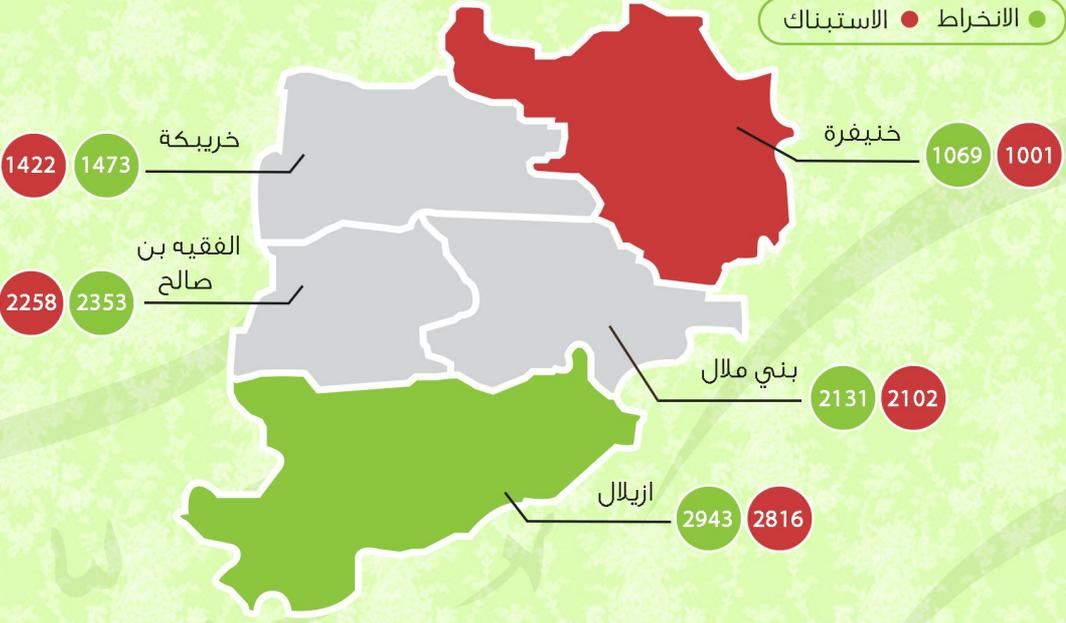 الانخراط
الاستبناك
خنيفرة
1069 1001
خريبكة
1473 1422
الفقيه بن
صالح
2353 2258
بني ملال
2131 2102
ازيلال
2943 2816